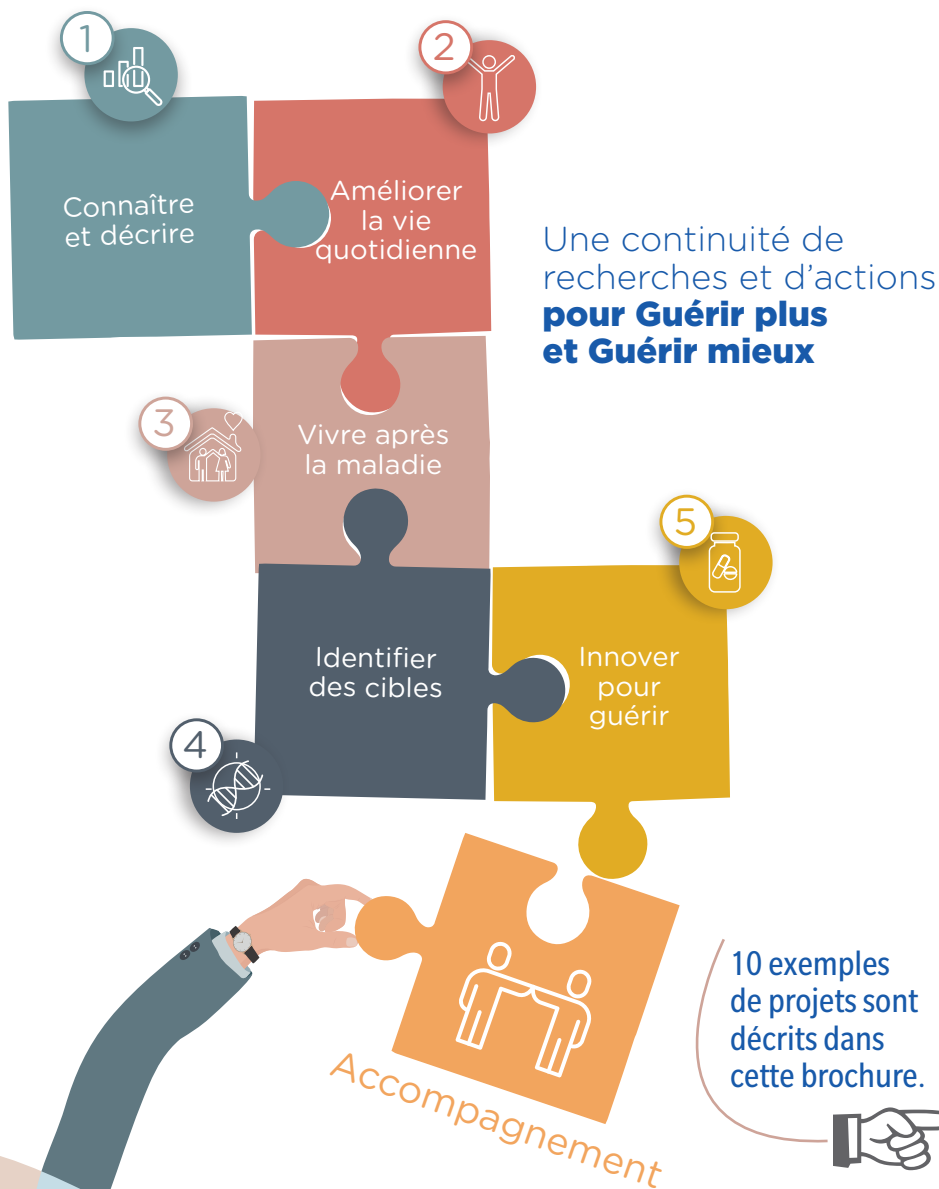 1
Connaître
et décrire
2
Améliorer
la vie
quotidienne
Une continuité de
recherches et d'actions
pour Guérir plus
et Guérir mieux
3
Vivre après
la maladie
4
Identifier
des cibles
5
Innover
pour
guérir
Accompagnement
10 exemples
de projets sont
décrits dans
cette brochure.